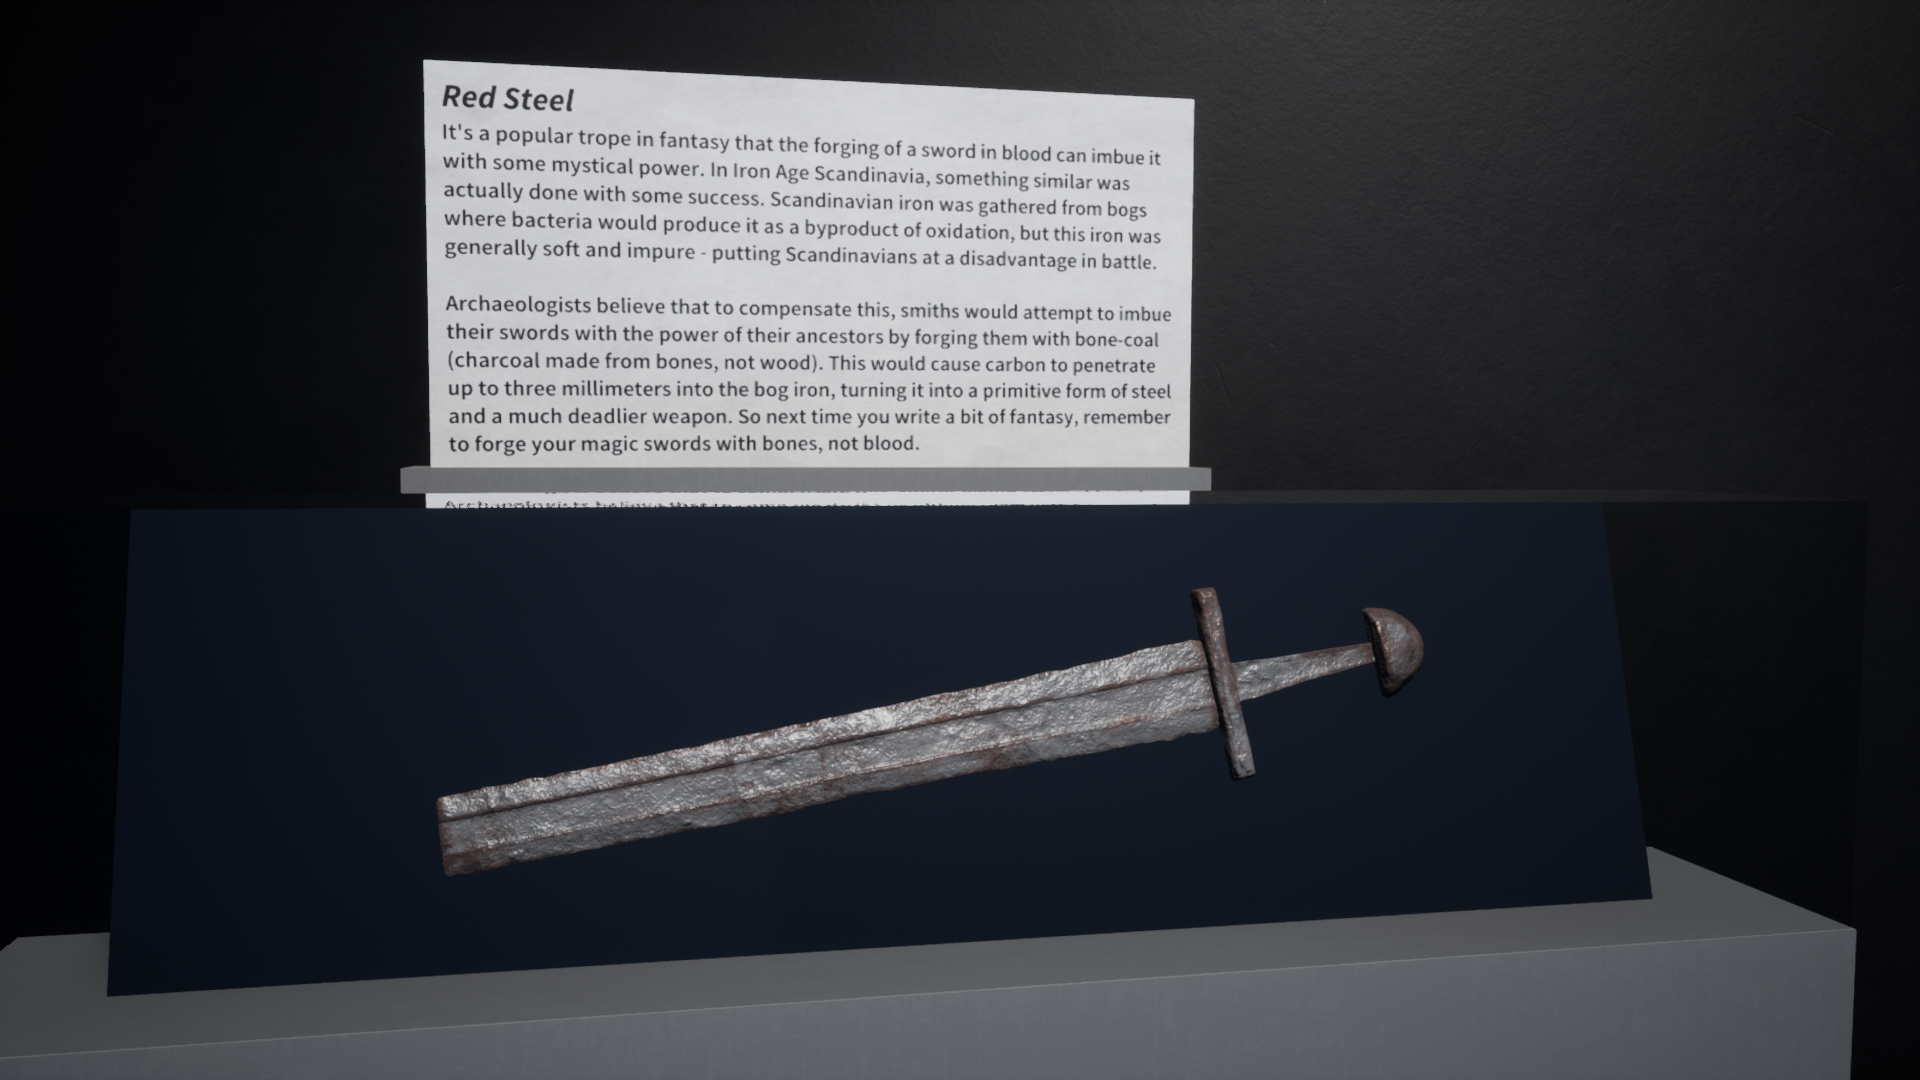 Red Steel
It's a popular trope in fantasy that the forging of a sword in blood can imbue it
with some mystical power. In Iron Age Scandinavia, something similar was
actually done with some success. Scandinavian iron was gathered from bogs
where bacteria would produce it as a byproduct of oxidation, but this iron was
generally soft and impure - putting Scandinavians at a disadvantage in battle.
Archaeologists believe that to compensate this, smiths would attempt to imbue
their swords with the power of their ancestors by forging them with bone-coal
(charcoal made from bones, not wood). This would cause carbon to penetrate
up to three millimeters into the bog iron, turning it into a primitive form of steel
and a much deadlier weapon. So next time you write a bit of fantasy, remember
to forge your magic swords with bones, not blood.
Archaeologists believe that